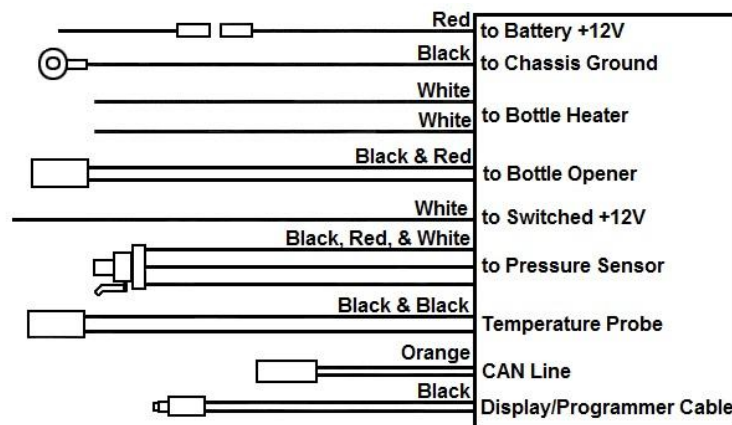 Red
to Battery +12V
Black
to Chassis Ground
White
to Bottle Heater
White
Black & Red
to Bottle Opener
White
to Switched +12V
Black, Red, & White
to Pressure Sensor
Black & Black
Temperature Probe
Orange
CAN Line
Black
Display/Programmer Cable